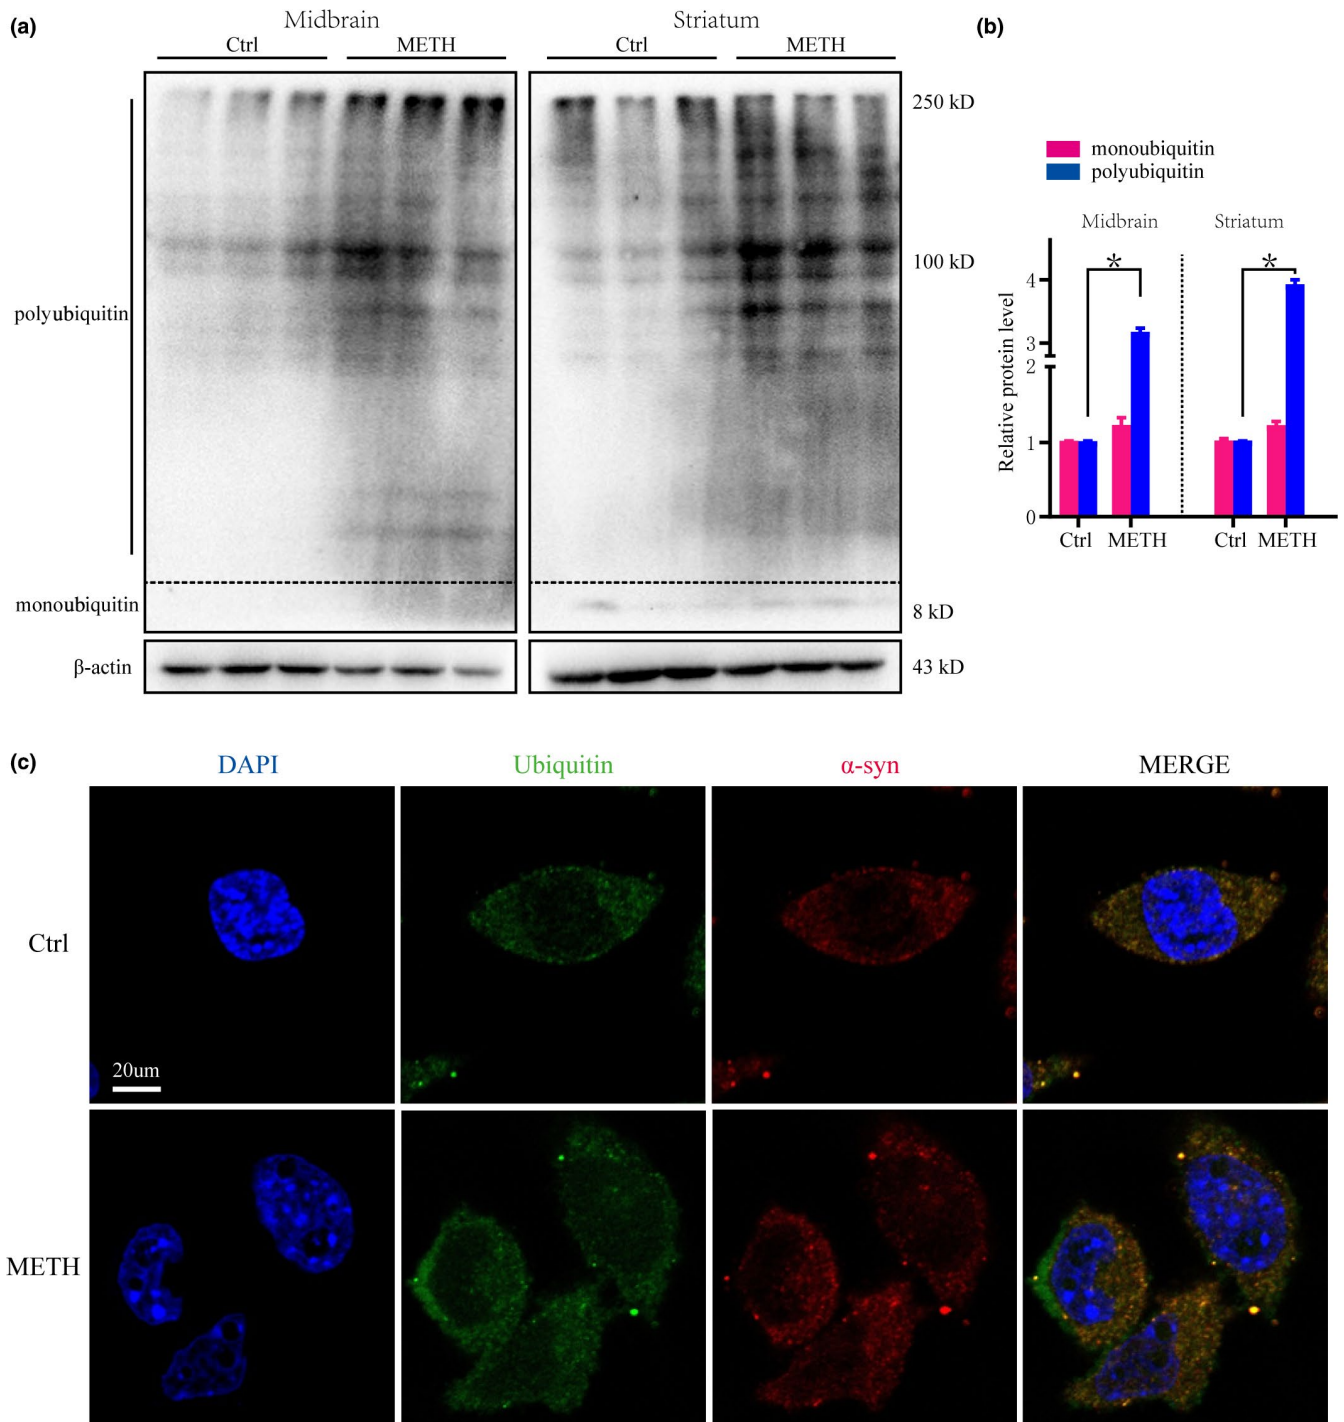 (a)
Midbrain
Striatum
Ctrl
METH
Ctrl
METH
polyubiquitin
monoubiquitin
β-actin
250 kD
100 kD
8 kD
43 kD
(b)
monoubiquitin
polyubiquitin
Midbrain
Striatum
*
*
Relative protein level
4
3
2
1
0
Ctrl
METH
Ctrl
METH
(c)
DAPI
Ubiquitin
α-syn
MERGE
Ctrl
20um
METH